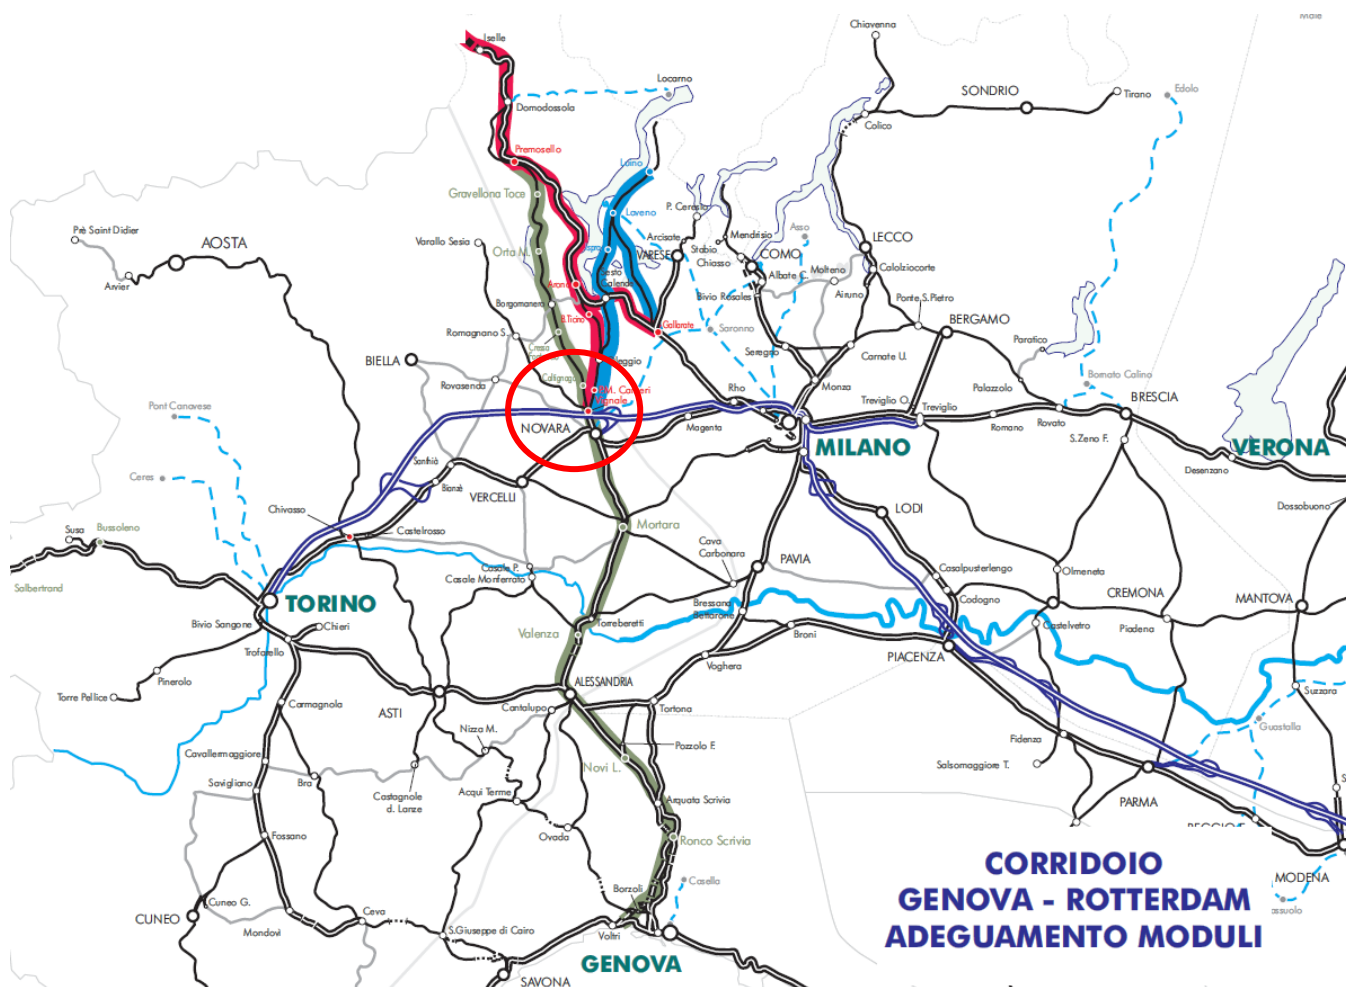 Chiavenna
Iselle
Locarno
SONDRIO
Tirano
Edolo
Domodossola
Colico
Premosello
Luino
Gravellona Toce
P. Ceresio
Laveno
Prè Saint Didier
AOSTA
Varallo Sesia
Arcisate
Mendrisio
Asso
LECCO
Orta M.
VARESE
Stabio
Chiasso
COMO
Calolziocorte
Arvier
Arona
Sesto
Calende
Albate C.
Molteno
Airuno
Borgomanero
Bivio Rosales
Ponte S. Pietro
B.Ticino
Gallarate
Saronno
BERGAMO
Romagnano S.
Paratico
BIELLA
Seregno
Carnate U.
Rovasenda
Caltignaga
Rho
Monza
Palazzolo
Bornato Calino
Vignale
Treviglio O.
Treviglio
BRESCIA
Pont Canavese
NOVARA
Magenta
Romano
Rovato
S.Zeno F.
MILANO
VERONA
Santhià
Desenzano
Ceres
Bianzè
VERCELLI
Chivasso
LODI
Dossobuono
Susa
Bussoleno
Castelrosso
Mortara
Cava
Carbonara
PAVIA
Salbertrand
Casale P.
Casale Monferrato
Casalpusterlengo
Olmeneta
Codogno
CREMONA
MANTOVA
TORINO
Bressana
Bottarone
Bivio Sangone
Chieri
Torreberetti
Valenza
Broni
Castelvetro
Piadena
Trofarello
PIACENZA
Pinerolo
Voghera
Torre Pellice
ALESSANDRIA
Suzzara
Carmagnola
ASTI
Cantalupo
Tortona
Guastalla
Nizza M.
Pozzolo F.
Fidenza
Cavallermaggiore
Novi L.
Salsomaggiore T.
Savigliano
Bra
Castagnole
d. Lanze
Acqui Terme
Arquata Scrivia
PARMA
Fossano
Ovada
Ronco Scrivia
CORRIDOIO
GENOVA - ROTTERDAM
ADEGUAMENTO MODULI
MODENA
Borzoli
Casella
CUNEO
Cuneo G.
Ceva
Mondovì
S.Giuseppe di Cairo
Voltri
GENOVA
SAVONA